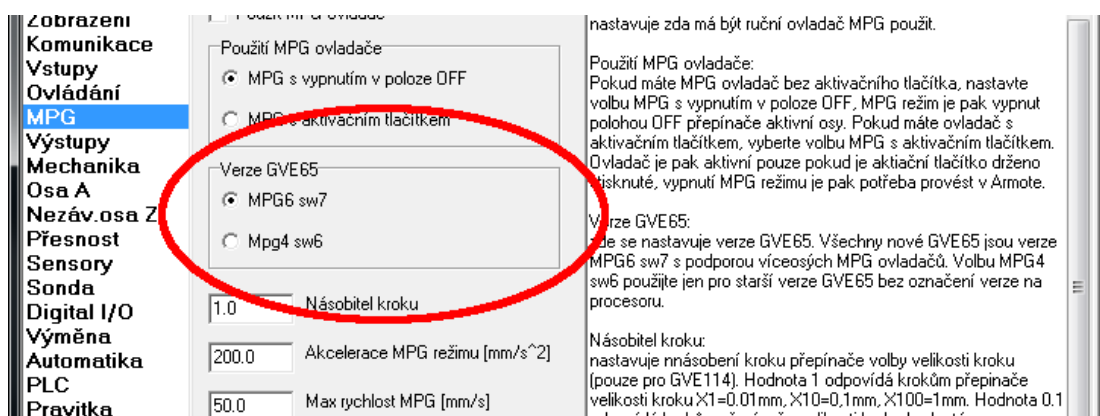 Zobrazení
Komunikace
Vstupy
Ovládání
MPG
Výstupy
Mechanika
Osa A
Nezáv.osa Z
Přesnost
Sensory
Sonda
Digital I/O
Výměna
Automatika
PLC
Pravítka
Použít MPG ovladač
Použití MPG ovladače
MPG s vypnutím v poloze OFF
MPG s aktivačním tlačítkem
Verze GVE65
MPG6 sw7
Mpg4 sw6
1.0 Násobitel kroku
200.0 Akcelerace MPG režimu [mm/s^2]
50.0 Max rychlost MPG [mm/s]
nastavuje zda má být ruční ovladač MPG použit.
Použití MPG ovladače:
Pokud máte MPG ovladač bez aktivačního tlačítka, nastavte
volbu MPG s vypnutím v poloze OFF, MPG režim je pak vypnut
polohou OFF přepínače aktivní osy. Pokud máte ovladač s
aktivačním tlačítkem, vyberte volbu MPG s aktivačním tlačítkem.
Ovladač je pak aktivní pouze pokud je aktiační tlačítko drženo
stisknuté, vypnutí MPG režimu je pak potřeba provést v Armote.
Verze GVE65:
zde se nastavuje verze GVE65. Všechny nové GVE65 jsou verze
MPG6 sw7 s podporou víceosých MPG ovladačů. Volbu MPG4
sw6 použijte jen pro starší verze GVE65 bez označení verze na
procesoru.
Násobitel kroku:
nastavuje nnásobení kroku přepínače volby velikosti kroku
(pouze pro GVE114). Hodnota 1 odpovídá krokům přepinače
velikosti kroku X1=0.01mm, X10=0,1mm, X100=1mm. Hodnota 0.1